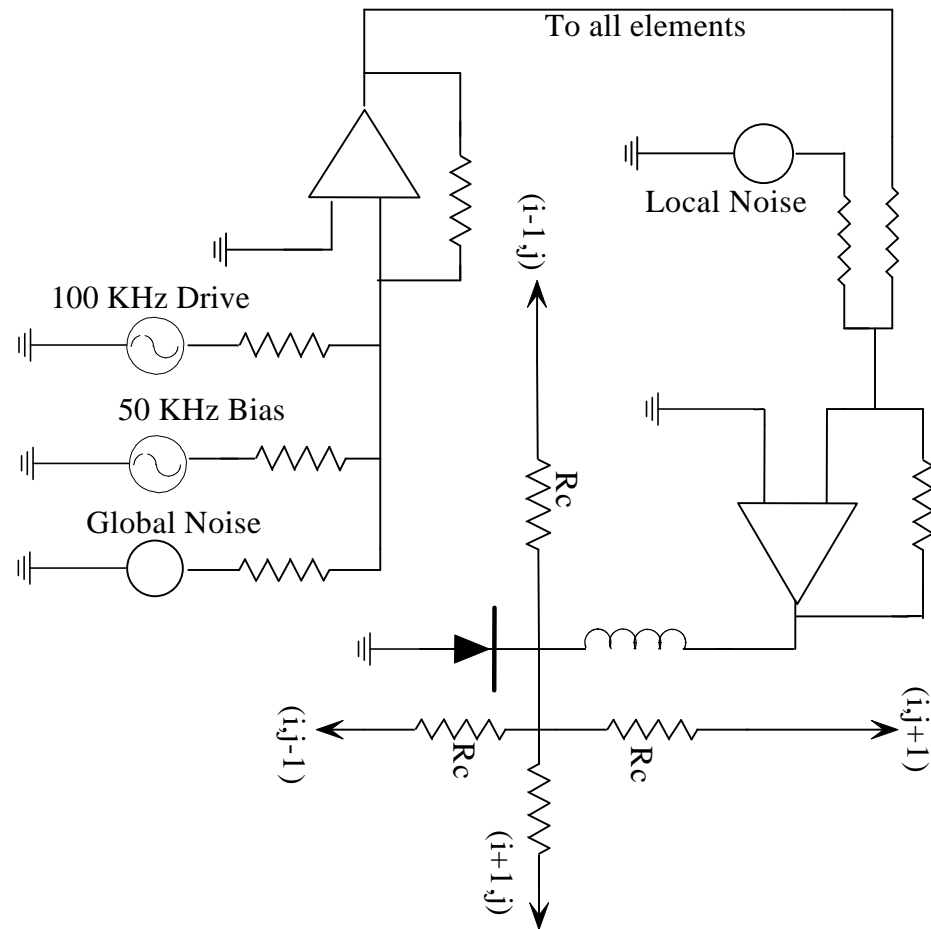 To all elements
Local Noise
(i-1,j)
100 KHz Drive
50 KHz Bias
Rc
Global Noise
(i,j-1)
Rc
Rc
(i,j+1)
(i+1,j)